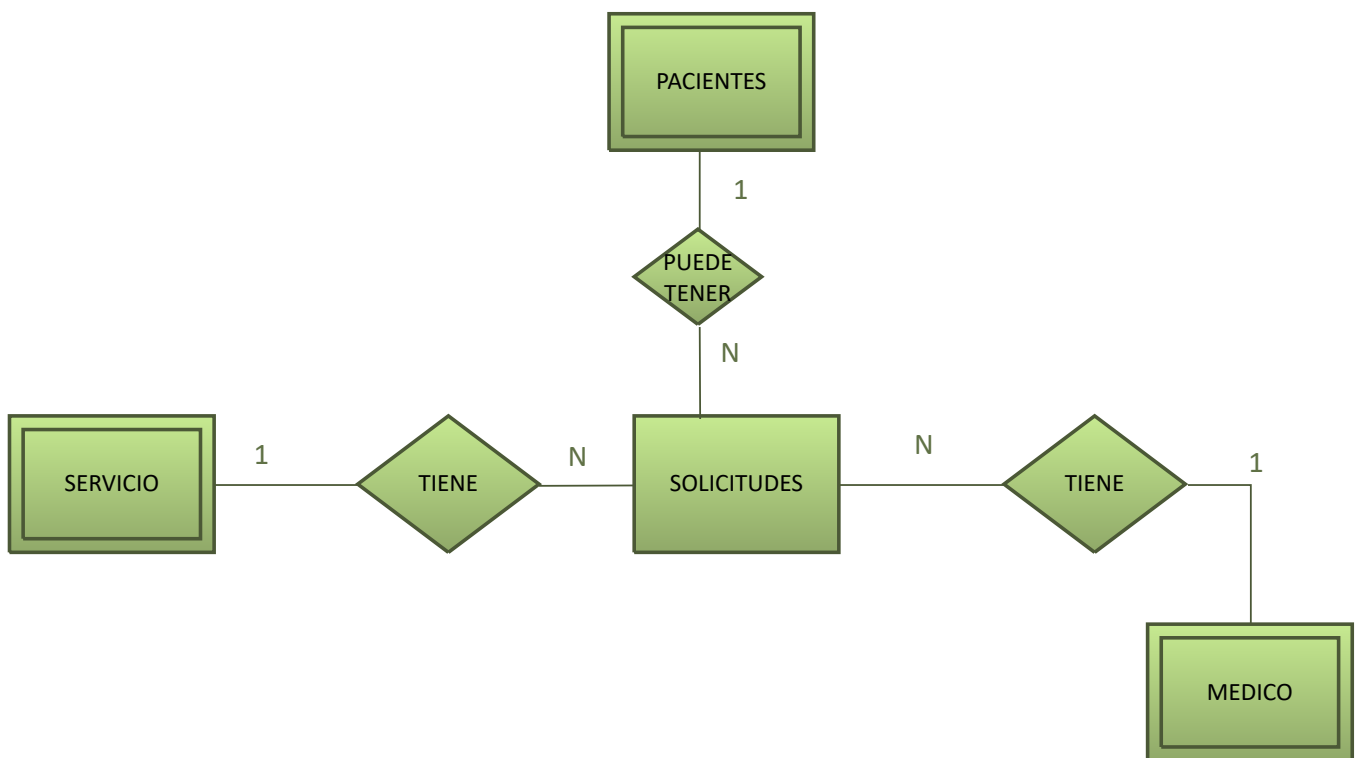 PACIENTES
1
PUEDE
TENER
N
SERVICIO
1
TIENE
N
SOLICITUDES
N
TIENE
1
MEDICO